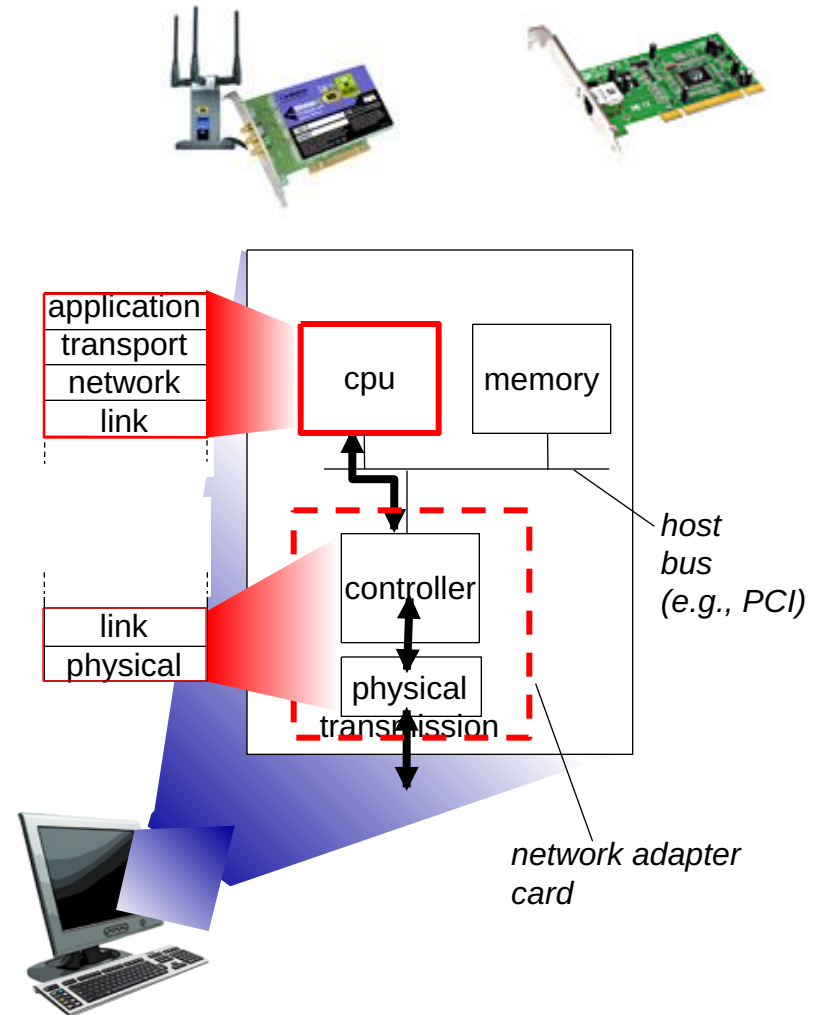 application
transport
network
link
cpu
memory
host
bus
(e.g., PCI)
controller
link
physical
physical
transmission
network adapter
card